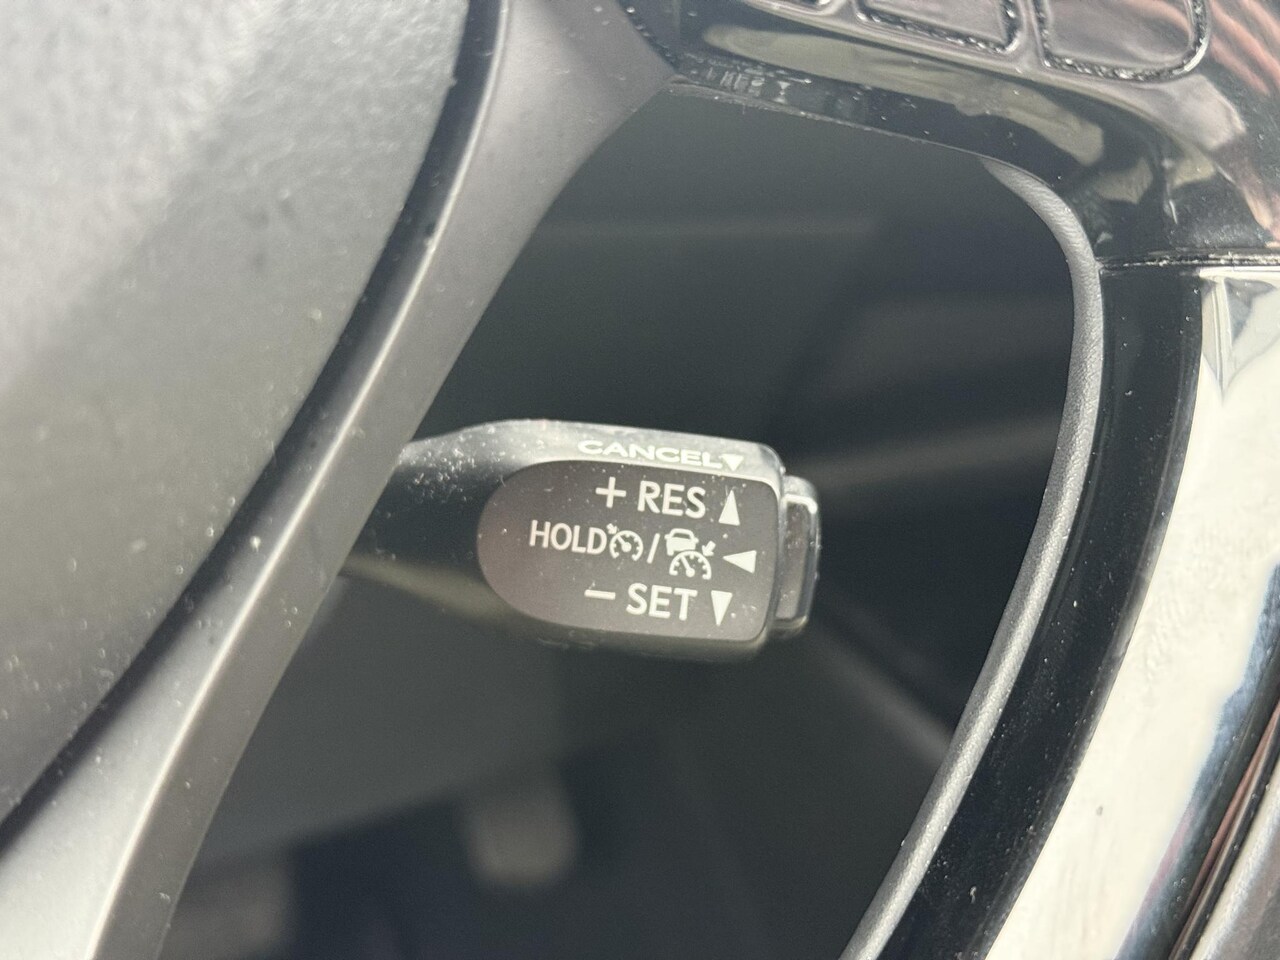 CANCEL▼
+ RES ▲
HOLD / ◀
− SET ▼